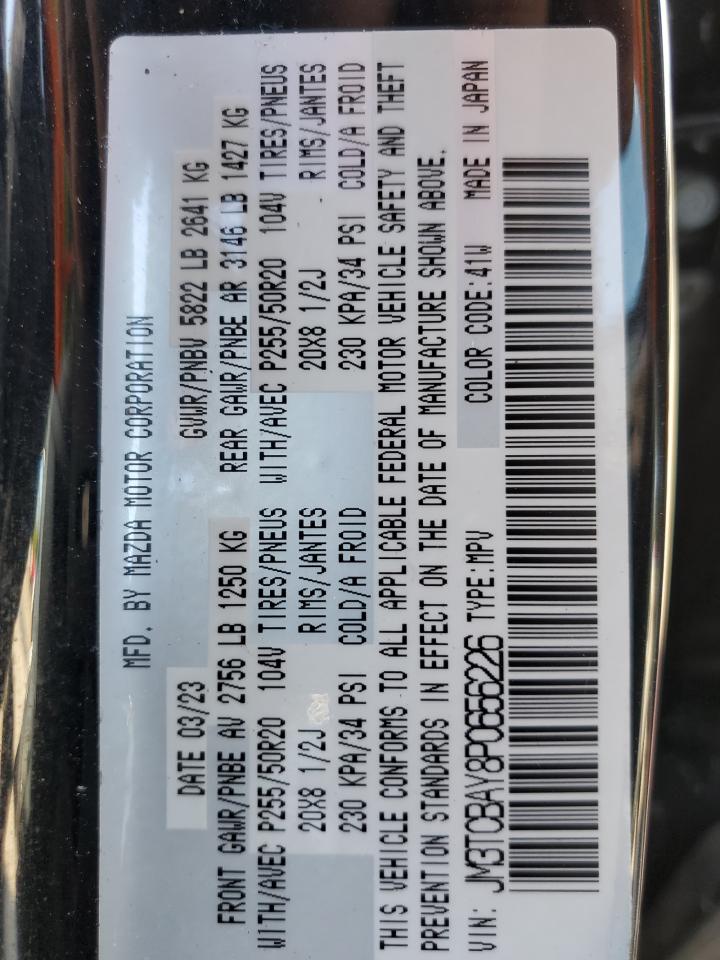 MFD. BY MAZDA MOTOR CORPORATION
DATE 03/23 GVWR/PNBV 5822 LB 2641 KG
FRONT GAWR/PNBE AV 2756 LB 1250 KG REAR GAWR/PNBE AR 3146 LB 1427 KG
WITH/AVEC P255/50R20 104V TIRES/PNEUS WITH/AVEC P255/50R20 104V TIRES/PNEUS
20X8 1/2J RIMS/JANTES 20X8 1/2J RIMS/JANTES
230 KPA/34 PSI COLD/A FROID 230 KPA/34 PSI COLD/A FROID
THIS VEHICLE CONFORMS TO ALL APPLICABLE FEDERAL MOTOR VEHICLE SAFETY AND THEFT
PREVENTION STANDARDS IN EFFECT ON THE DATE OF MANUFACTURE SHOWN ABOVE.
VIN: JM3TCBAY8P0656226 TYPE:MPV COLOR CODE:41W MADE IN JAPAN